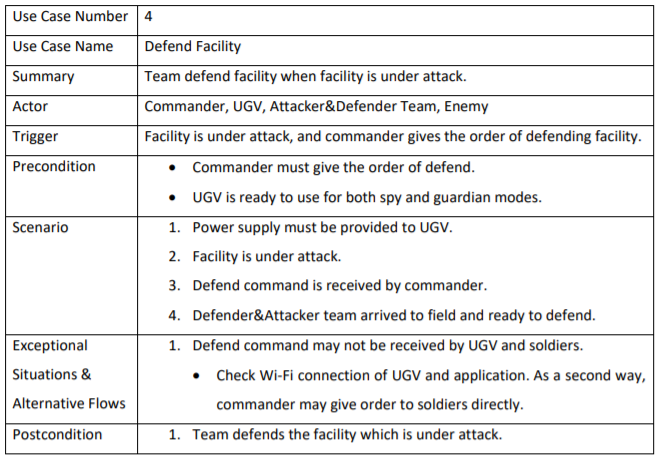 Use Case Number 4
Use Case Name Defend Facility
Summary Team defend facility when facility is under attack.
Actor Commander, UGV, Attacker&Defender Team, Enemy
Trigger Facility is under attack, and commander gives the order of defending facility.
Precondition • Commander must give the order of defend.
• UGV is ready to use for both spy and guardian modes.
Scenario 1. Power supply must be provided to UGV.
2. Facility is under attack.
3. Defend command is received by commander.
4. Defender&Attacker team arrived to field and ready to defend.
Exceptional 1. Defend command may not be received by UGV and soldiers.
Situations & • Check Wi-Fi connection of UGV and application. As a second way,
Alternative Flows commander may give order to soldiers directly.
Postcondition 1. Team defends the facility which is under attack.